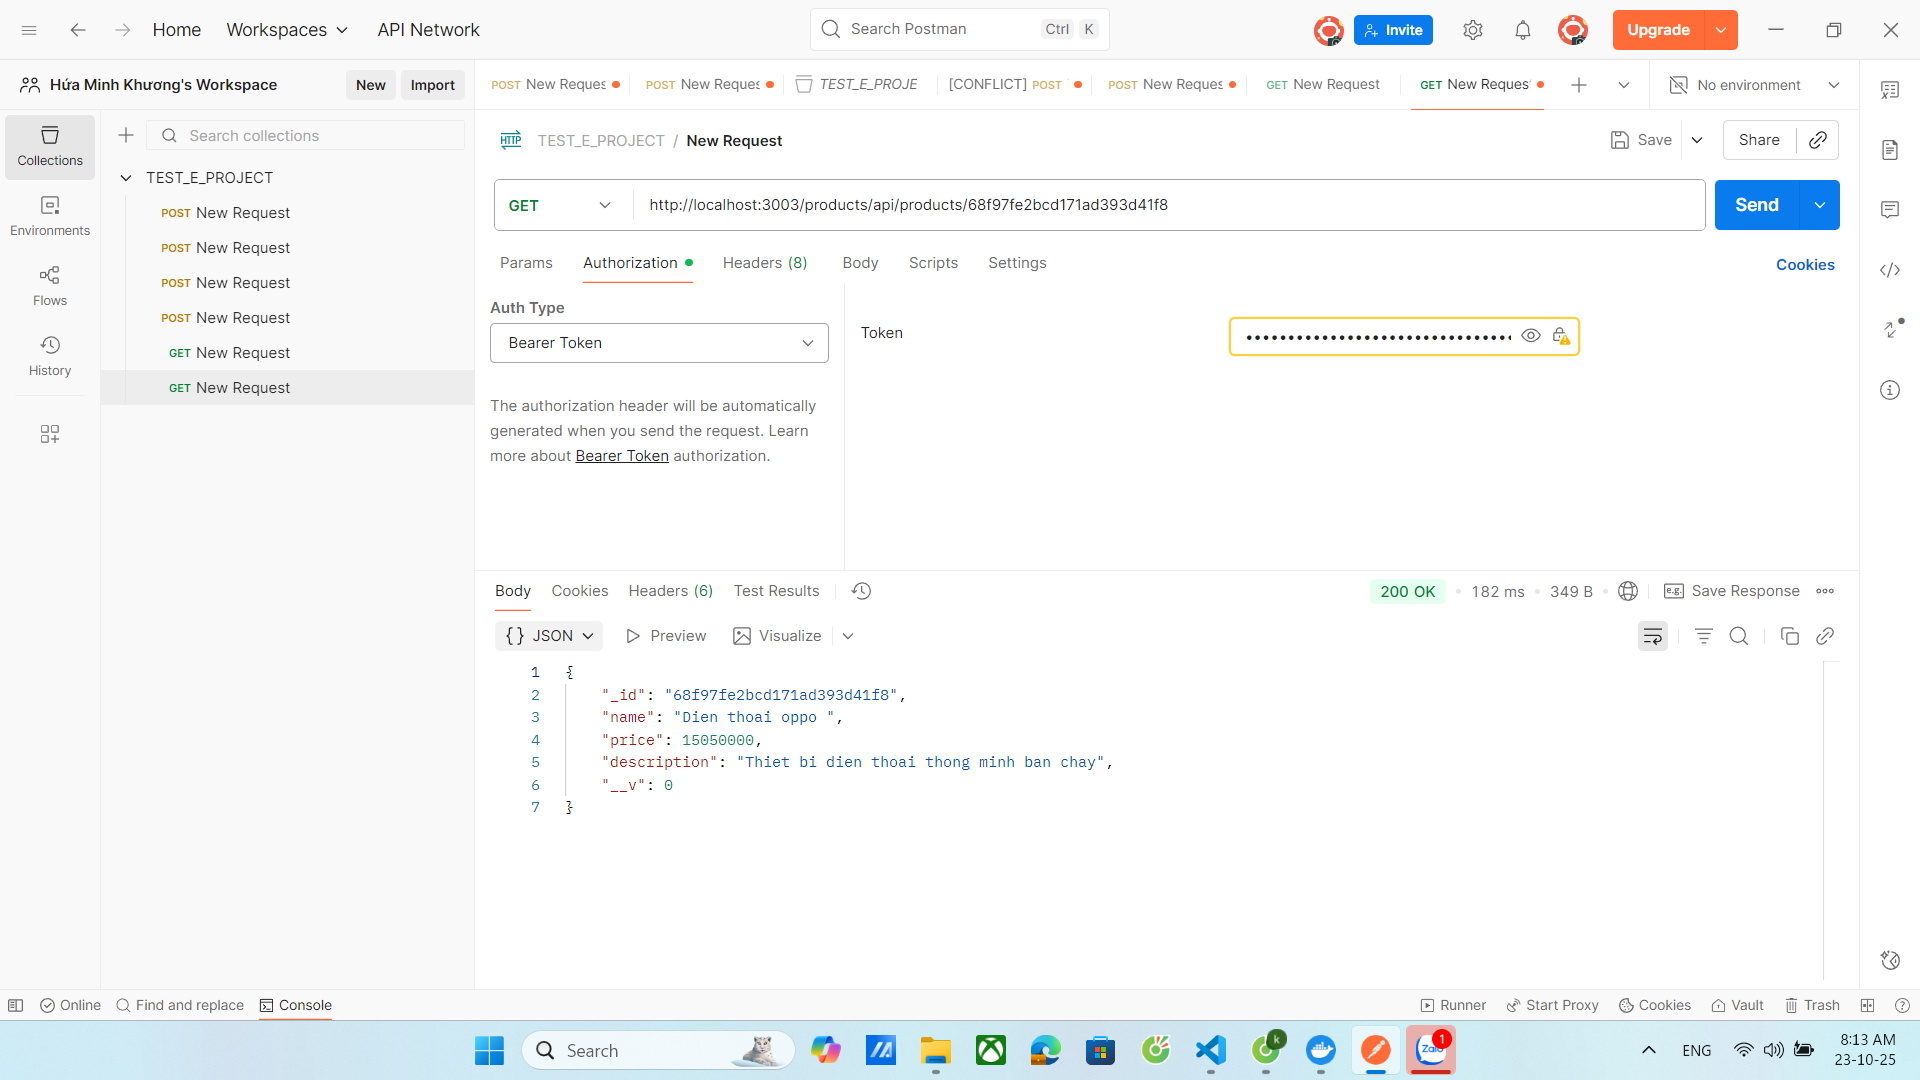 Home
Workspaces
API Network
Search Postman
Ctrl
K
Invite
Upgrade
Hứa Minh Khương's Workspace
New
Import
POST New Reques
POST New Reques
TEST_E_PROJE
[CONFLICT] POST
POST New Reques
GET New Request
GET New Reques
No environment
Collections
Search collections
TEST_E_PROJECT
POST New Request
POST New Request
POST New Request
POST New Request
GET New Request
GET New Request
Environments
Flows
History
HTTP
TEST_E_PROJECT / New Request
Save
Share
GET
http://localhost:3003/products/api/products/68f97fe2bcd171ad393d41f8
Send
Params
Authorization
Headers (8)
Body
Scripts
Settings
Cookies
Auth Type
Bearer Token
The authorization header will be automatically
generated when you send the request. Learn
more about Bearer Token authorization.
Token
Body
Cookies
Headers (6)
Test Results
200 OK
182 ms
349 B
e.g.
Save Response
{} JSON
Preview
Visualize
1 {
2 "_id": "68f97fe2bcd171ad393d41f8",
3 "name": "Dien thoai oppo ",
4 "price": 15050000,
5 "description": "Thiet bi dien thoai thong minh ban chay",
6 "__v": 0
7 }
Online
Find and replace
Console
Runner
Start Proxy
Cookies
Vault
Trash
Search
k
Zalo
1
ENG
8:13 AM
23-10-25